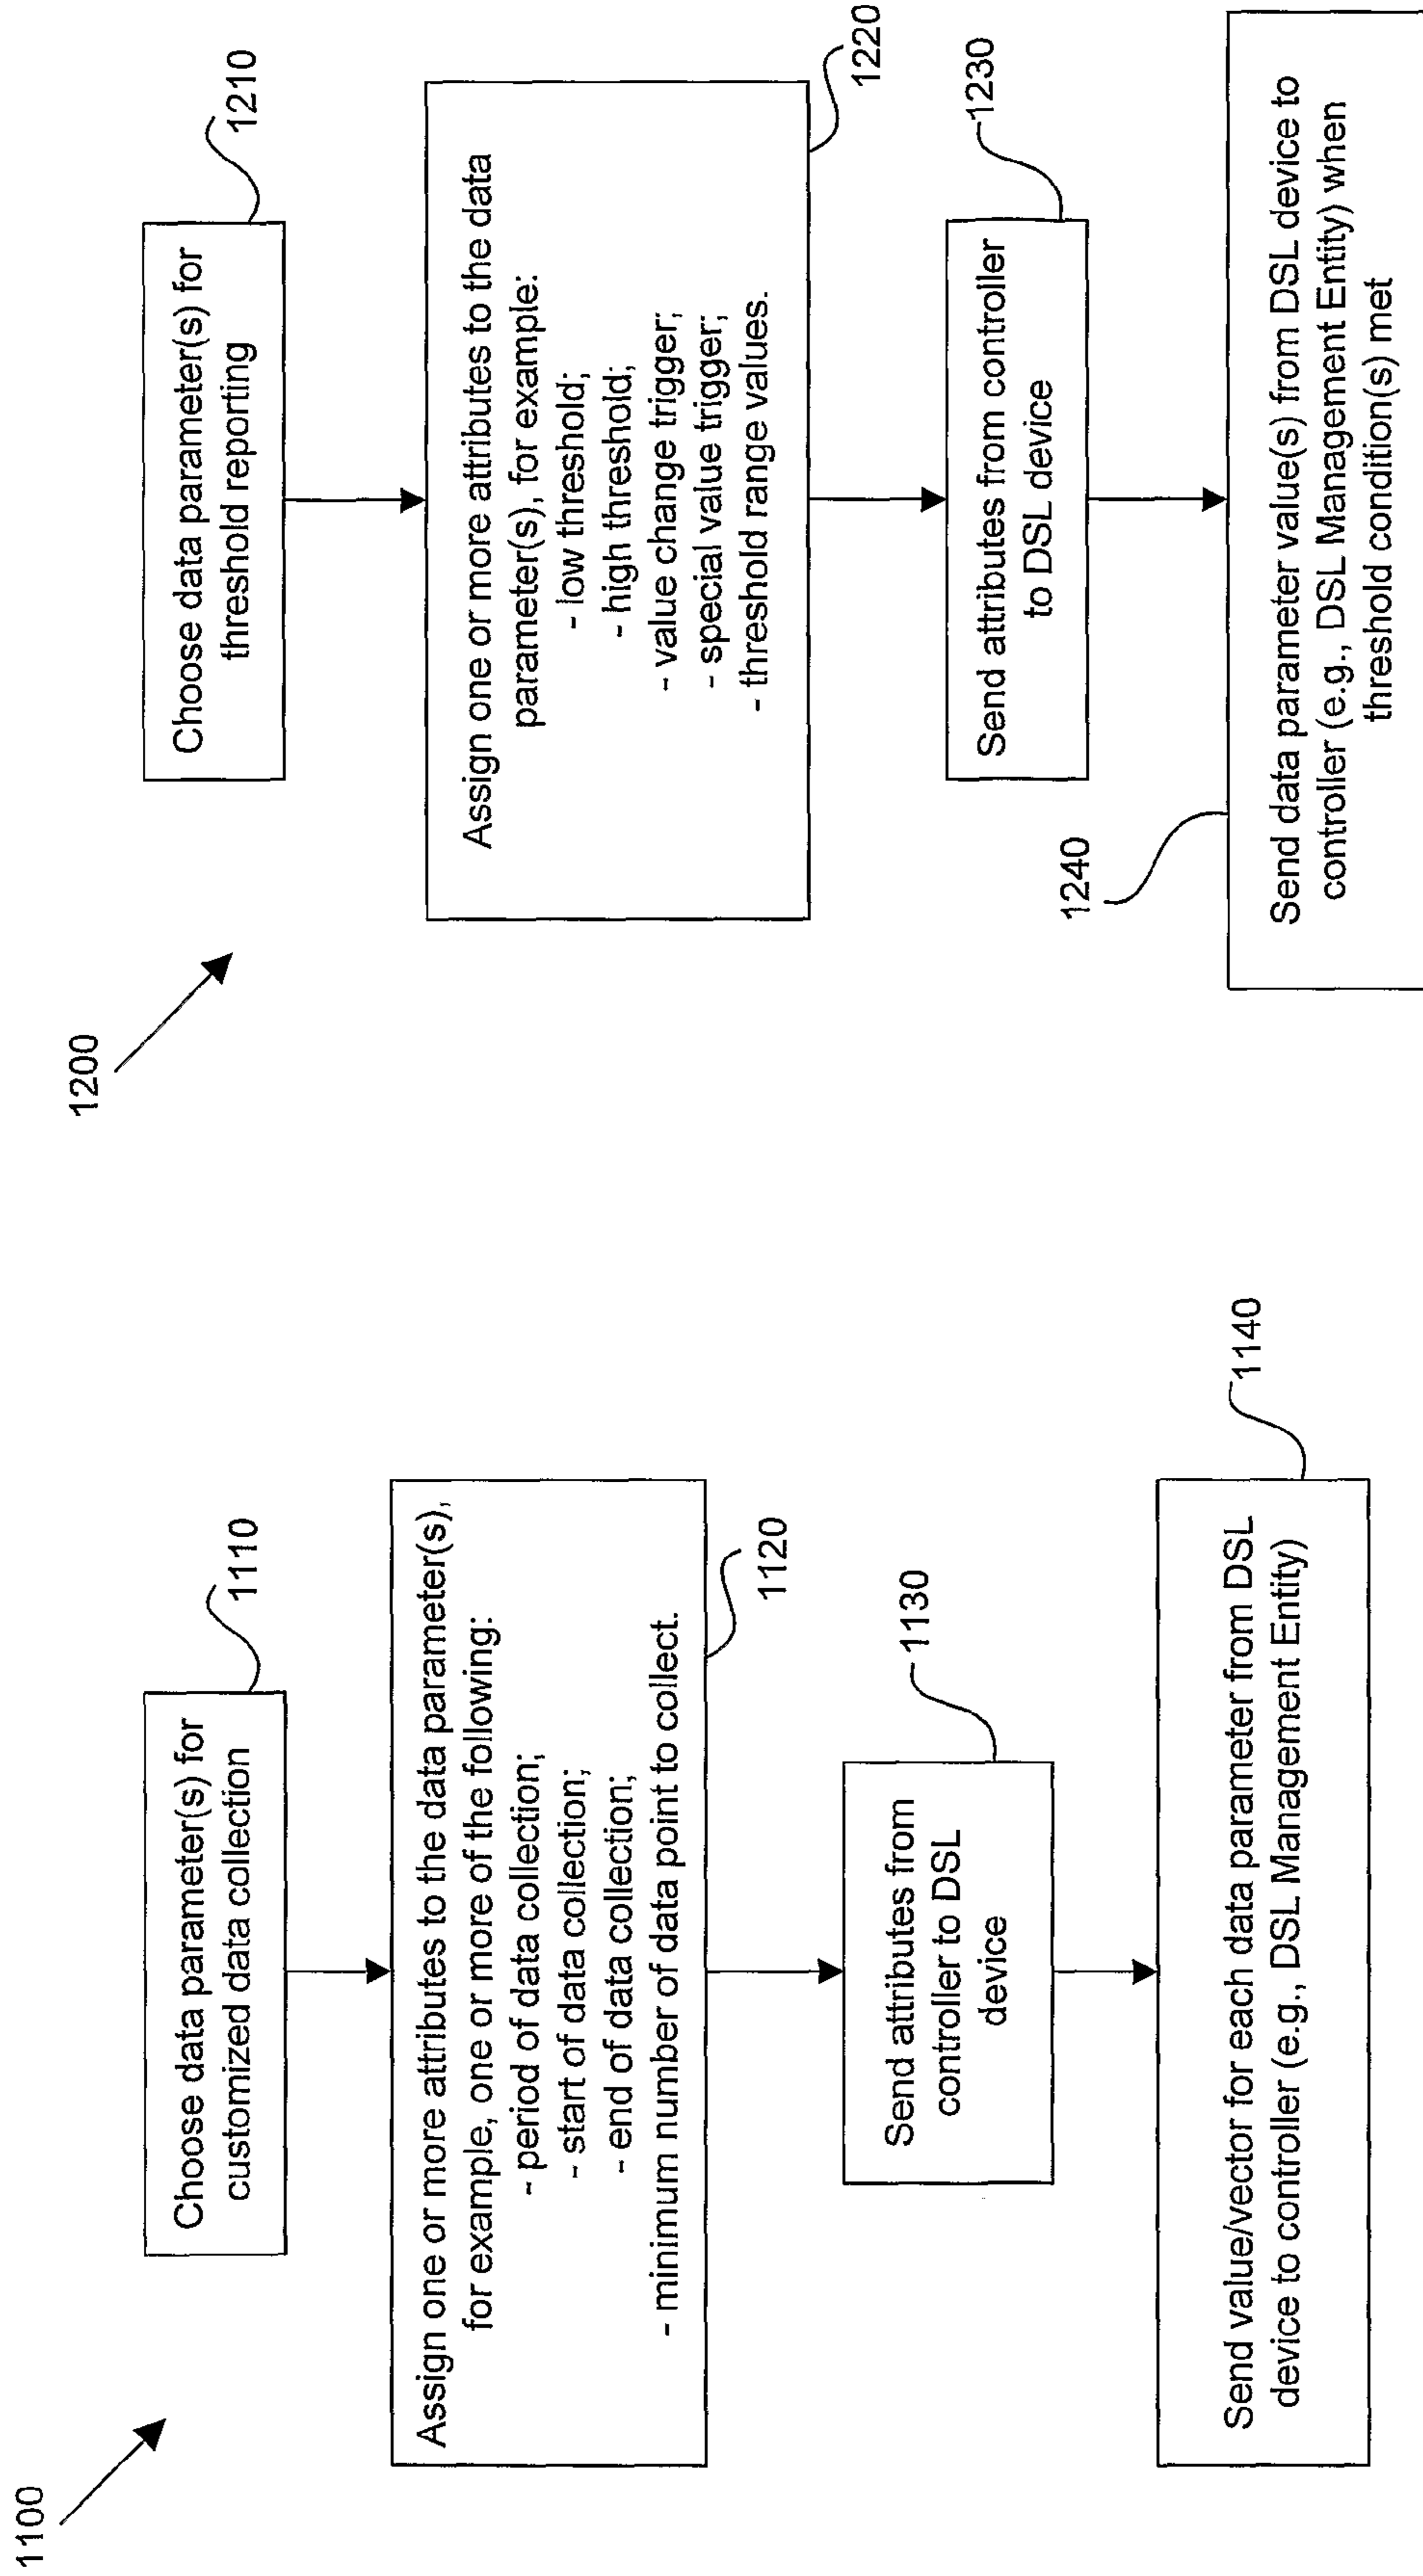 1100
Choose data parameter(s) for
customized data collection
1110
Assign one or more attributes to the data parameter(s),
for example, one or more of the following:
- period of data collection;
- start of data collection;
- end of data collection;
- minimum number of data point to collect.
1120
Send attributes from
controller to DSL
device
1130
Send value/vector for each data parameter from DSL
device to controller (e.g., DSL Management Entity)
1140
1200
Choose data parameter(s) for
threshold reporting
1210
Assign one or more attributes to the data
parameter(s), for example:
- low threshold;
- high threshold;
- value change trigger;
- special value trigger;
- threshold range values.
1220
Send attributes from controller
to DSL device
1230
1240
Send data parameter value(s) from DSL device to
controller (e.g., DSL Management Entity) when
threshold condition(s) met